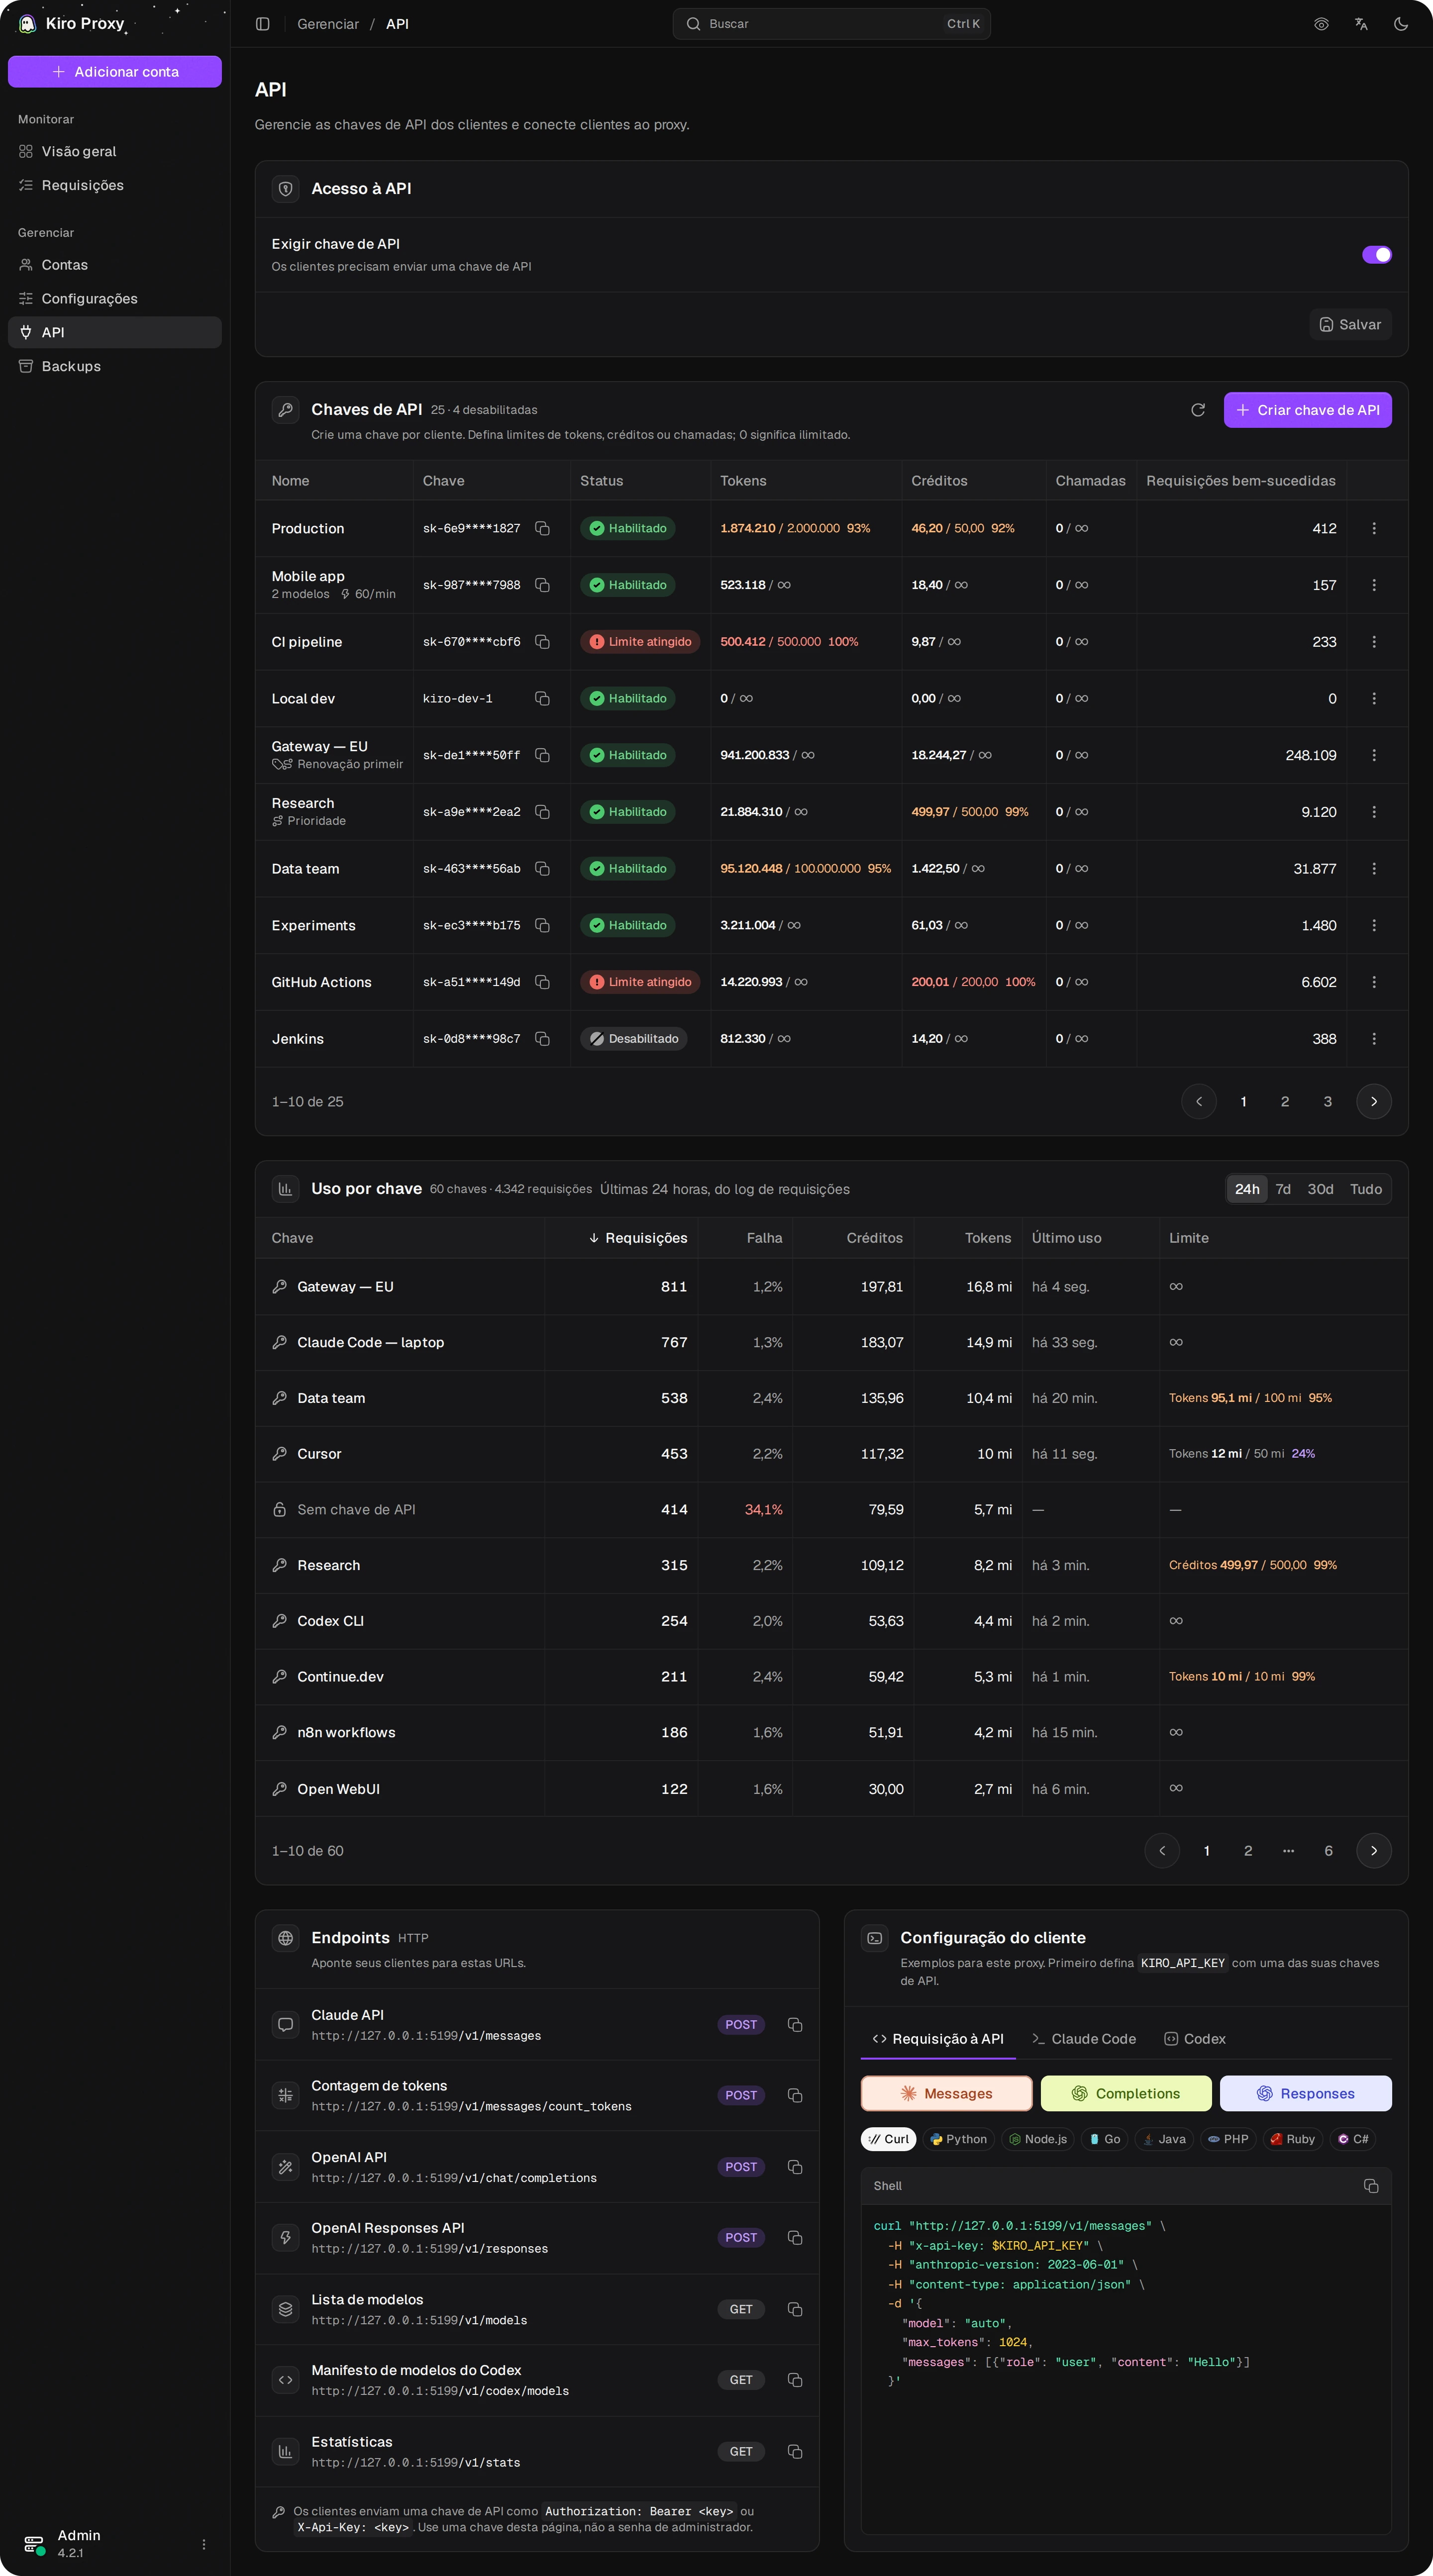 Kiro Proxy
Gerenciar / API
Buscar Ctrl K
Adicionar conta
Monitorar
Visão geral
Requisições
Gerenciar
Contas
Configurações
API
Backups
API
Gerencie as chaves de API dos clientes e conecte clientes ao proxy.
Acesso à API
Exigir chave de API
Os clientes precisam enviar uma chave de API
Salvar
Chaves de API 25 · 4 desabilitadas
Criar chave de API
Crie uma chave por cliente. Defina limites de tokens, créditos ou chamadas; 0 significa ilimitado.
Nome Chave Status Tokens Créditos Chamadas Requisições bem-sucedidas
Production sk-6e9****1827 Habilitado 1.874.210 / 2.000.000 93% 46,20 / 50,00 92% 0 / ∞ 412
Mobile app
2 modelos 60/min
sk-987****7988 Habilitado 523.118 / ∞ 18,40 / ∞ 0 / ∞ 157
CI pipeline sk-670****cbf6 Limite atingido 500.412 / 500.000 100% 9,87 / ∞ 0 / ∞ 233
Local dev kiro-dev-1 Habilitado 0 / ∞ 0,00 / ∞ 0 / ∞ 0
Gateway — EU
Renovação primeir
sk-de1****50ff Habilitado 941.200.833 / ∞ 18.244,27 / ∞ 0 / ∞ 248.109
Research
Prioridade
sk-a9e****2ea2 Habilitado 21.884.310 / ∞ 499,97 / 500,00 99% 0 / ∞ 9.120
Data team sk-463****56ab Habilitado 95.120.448 / 100.000.000 95% 1.422,50 / ∞ 0 / ∞ 31.877
Experiments sk-ec3****b175 Habilitado 3.211.004 / ∞ 61,03 / ∞ 0 / ∞ 1.480
GitHub Actions sk-a51****149d Limite atingido 14.220.993 / ∞ 200,01 / 200,00 100% 0 / ∞ 6.602
Jenkins sk-0d8****98c7 Desabilitado 812.330 / ∞ 14,20 / ∞ 0 / ∞ 388
1–10 de 25 1 2 3
Uso por chave 60 chaves · 4.342 requisições Últimas 24 horas, do log de requisições 24h 7d 30d Tudo
Chave ↓ Requisições Falha Créditos Tokens Último uso Limite
Gateway — EU 811 1,2% 197,81 16,8 mi há 4 seg. ∞
Claude Code — laptop 767 1,3% 183,07 14,9 mi há 33 seg. ∞
Data team 538 2,4% 135,96 10,4 mi há 20 min. Tokens 95,1 mi / 100 mi 95%
Cursor 453 2,2% 117,32 10 mi há 11 seg. Tokens 12 mi / 50 mi 24%
Sem chave de API 414 34,1% 79,59 5,7 mi — —
Research 315 2,2% 109,12 8,2 mi há 3 min. Créditos 499,97 / 500,00 99%
Codex CLI 254 2,0% 53,63 4,4 mi há 2 min. ∞
Continue.dev 211 2,4% 59,42 5,3 mi há 1 min. Tokens 10 mi / 10 mi 99%
n8n workflows 186 1,6% 51,91 4,2 mi há 15 min. ∞
Open WebUI 122 1,6% 30,00 2,7 mi há 6 min. ∞
1–10 de 60 1 2 ··· 6
Endpoints HTTP
Aponte seus clientes para estas URLs.
Claude API
http://127.0.0.1:5199/v1/messages
POST
Contagem de tokens
http://127.0.0.1:5199/v1/messages/count_tokens
POST
OpenAI API
http://127.0.0.1:5199/v1/chat/completions
POST
OpenAI Responses API
http://127.0.0.1:5199/v1/responses
POST
Lista de modelos
http://127.0.0.1:5199/v1/models
GET
Manifesto de modelos do Codex
http://127.0.0.1:5199/v1/codex/models
GET
Estatísticas
http://127.0.0.1:5199/v1/stats
GET
Os clientes enviam uma chave de API como Authorization: Bearer <key> ou
X-Api-Key: <key>. Use uma chave desta página, não a senha de administrador.
Configuração do cliente
Exemplos para este proxy. Primeiro defina KIRO_API_KEY com uma das suas chaves
de API.
Requisição à API Claude Code Codex
Messages Completions Responses
Curl Python Node.js Go Java PHP Ruby C#
Shell
curl "http://127.0.0.1:5199/v1/messages" \
-H "x-api-key: $KIRO_API_KEY" \
-H "anthropic-version: 2023-06-01" \
-H "content-type: application/json" \
-d '{
"model": "auto",
"max_tokens": 1024,
"messages": [{"role": "user", "content": "Hello"}]
}'
Admin
4.2.1